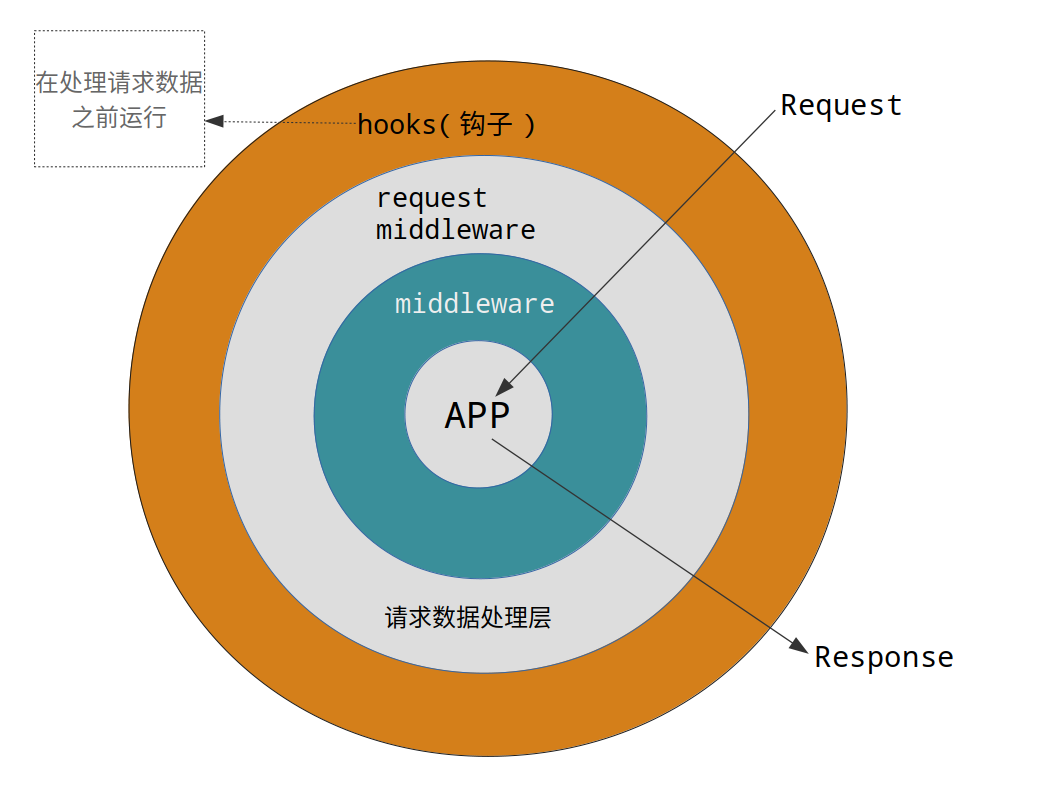 在处理请求数据
之前运行
hooks( 钩子 )
Request
request
middleware
middleware
APP
请求数据处理层
Response